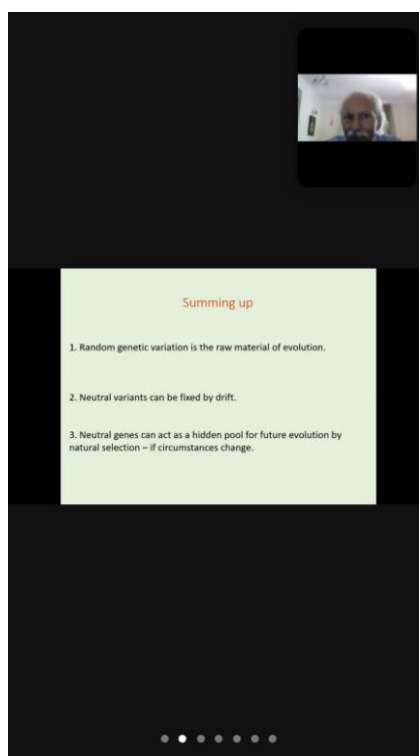 Summing up
1. Random genetic variation is the raw material of evolution.
2. Neutral variants can be fixed by drift.
3. Neutral genes can act as a hidden pool for future evolution by
natural selection – if circumstances change.